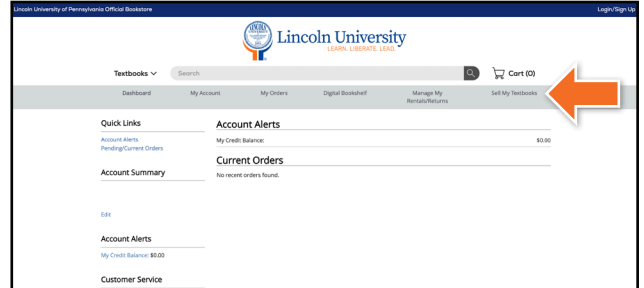 Lincoln University of Pennsylvania Official Bookstore
Login/Sign Up
Lincoln University
LEARN. LIBERATE. LEAD.
Textbooks
Search
Cart (0)
Dashboard
My Account
My Orders
Digital Bookshelf
Manage My
Rentals/Returns
Sell My Textbooks
Quick Links
Account Alerts
Pending/Current Orders
Account Summary
Edit
Account Alerts
My Credit Balance: $0.00
Customer Service
Account Alerts
My Credit Balance:
$0.00
Current Orders
No recent orders found.